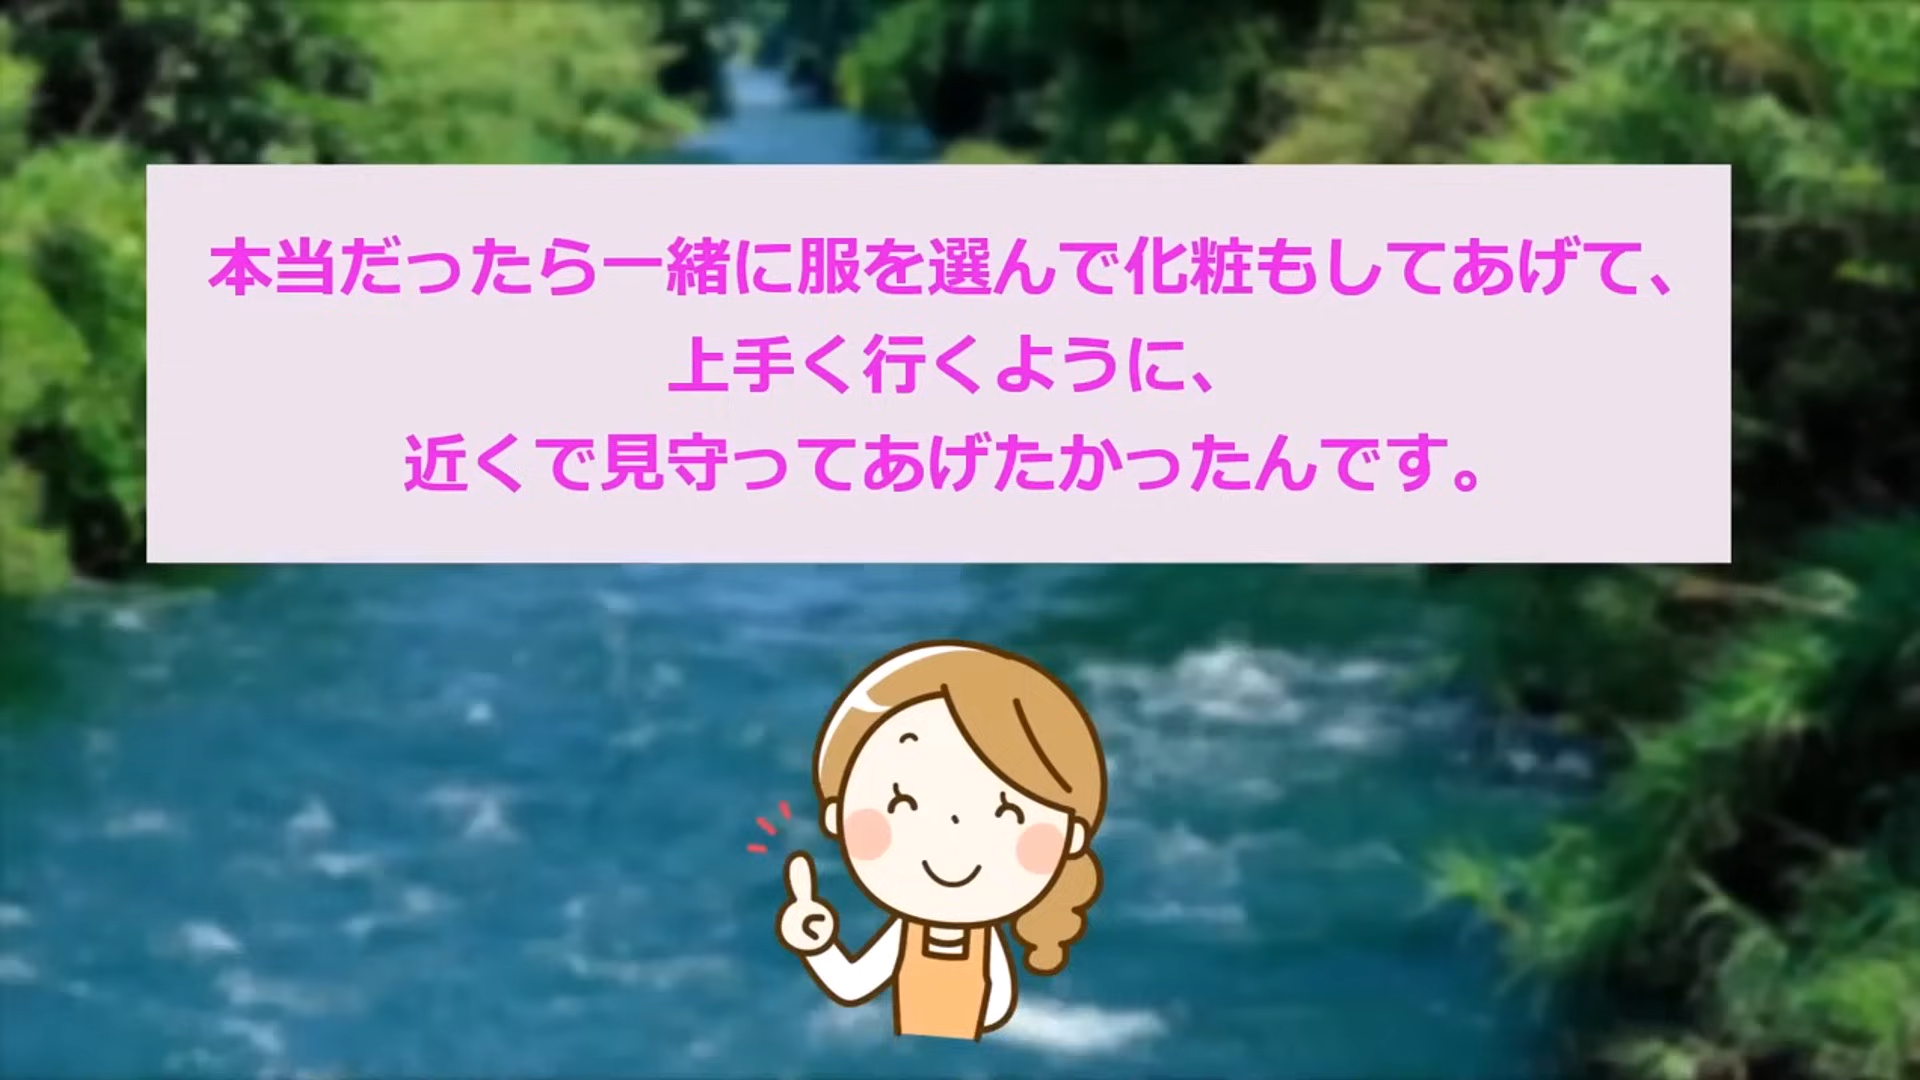 本当だったら一緒に服を選んで化粧もしてあげて、
上手く行くように、
近くで見守ってあげたかったんです。